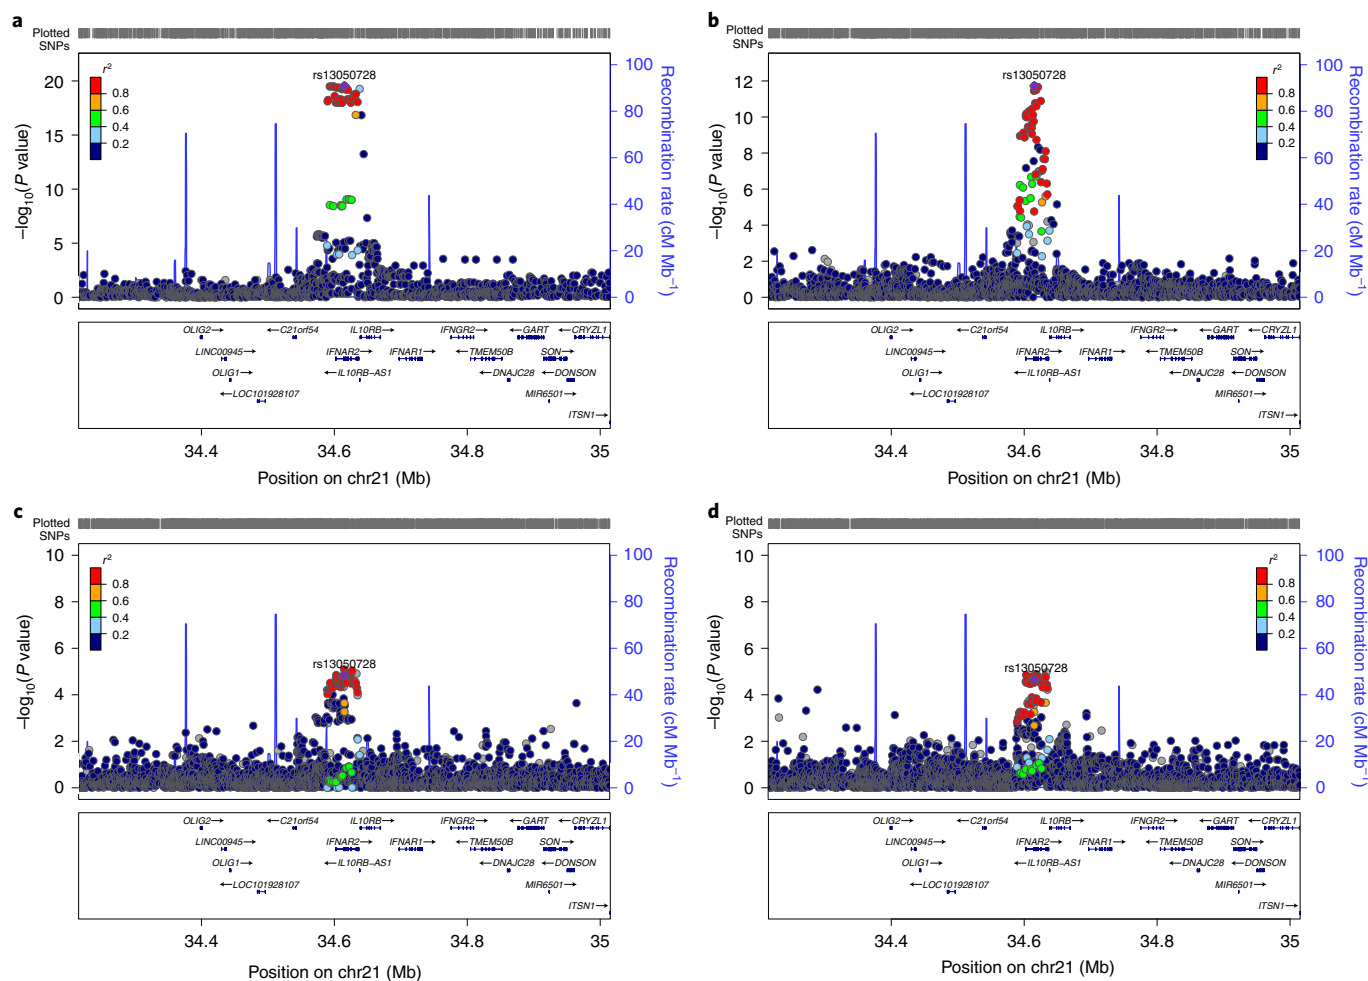 a
Plotted
SNPs
rs13050728
r²
0.8
0.6
0.4
0.2
20
15
10
5
0
–log₁₀(P value)
100
80
60
40
20
0
Recombination rate (cM Mb⁻¹)
OLIG2→ ←C21orf54 IL10RB→ IFNGR2→ ←GART ←CRYZL1
LINC00945→ IFNAR2→ IFNAR1→ ←TMEM50B SON→
OLIG1→ ←IL10RB−AS1 ←DNAJC28 ←DONSON
←LOC101928107 MIR6501→
ITSN1→
34.4 34.6 34.8 35
Position on chr21 (Mb)
b
Plotted
SNPs
rs13050728
r²
0.8
0.6
0.4
0.2
12
10
8
6
4
2
0
–log₁₀(P value)
100
80
60
40
20
0
Recombination rate (cM Mb⁻¹)
OLIG2→ ←C21orf54 IL10RB→ IFNGR2→ ←GART ←CRYZL1
LINC00945→ IFNAR2→ IFNAR1→ ←TMEM50B SON→
OLIG1→ ←IL10RB−AS1 ←DNAJC28 ←DONSON
←LOC101928107 MIR6501→
ITSN1→
34.4 34.6 34.8 35
Position on chr21 (Mb)
c
Plotted
SNPs
rs13050728
r²
0.8
0.6
0.4
0.2
10
8
6
4
2
0
–log₁₀(P value)
100
80
60
40
20
0
Recombination rate (cM Mb⁻¹)
OLIG2→ ←C21orf54 IL10RB→ IFNGR2→ ←GART ←CRYZL1
LINC00945→ IFNAR2→ IFNAR1→ ←TMEM50B SON→
OLIG1→ ←IL10RB−AS1 ←DNAJC28 ←DONSON
←LOC101928107 MIR6501→
ITSN1→
34.4 34.6 34.8 35
Position on chr21 (Mb)
d
Plotted
SNPs
rs13050728
r²
0.8
0.6
0.4
0.2
10
8
6
4
2
0
–log₁₀(P value)
100
80
60
40
20
0
Recombination rate (cM Mb⁻¹)
OLIG2→ ←C21orf54 IL10RB→ IFNGR2→ ←GART ←CRYZL1
LINC00945→ IFNAR2→ IFNAR1→ ←TMEM50B SON→
OLIG1→ ←IL10RB−AS1 ←DNAJC28 ←DONSON
←LOC101928107 MIR6501→
ITSN1→
34.4 34.6 34.8 35
Position on chr21 (Mb)